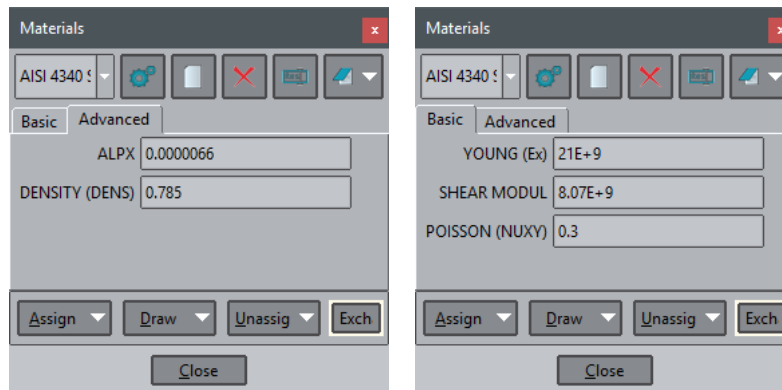 Materials
x
AISI 4340 S
Basic
Advanced
ALPX
0.0000066
DENSITY (DENS)
0.785
Assign
Draw
Unassig
Exch
Close
Materials
x
AISI 4340 S
Basic
Advanced
YOUNG (Ex)
21E+9
SHEAR MODUL
8.07E+9
POISSON (NUXY)
0.3
Assign
Draw
Unassig
Exch
Close